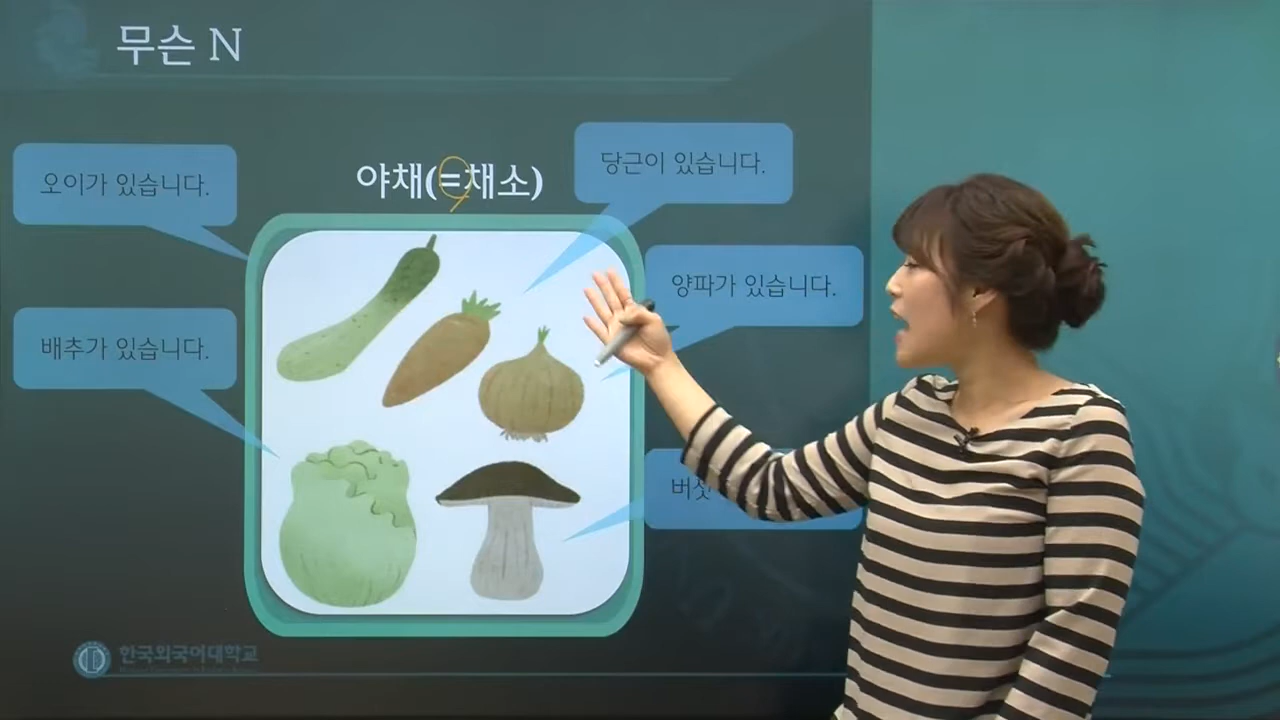 무슨 N
야채(=채소)
오이가 있습니다.
당근이 있습니다.
양파가 있습니다.
배추가 있습니다.
버섯
한국외국어대학교